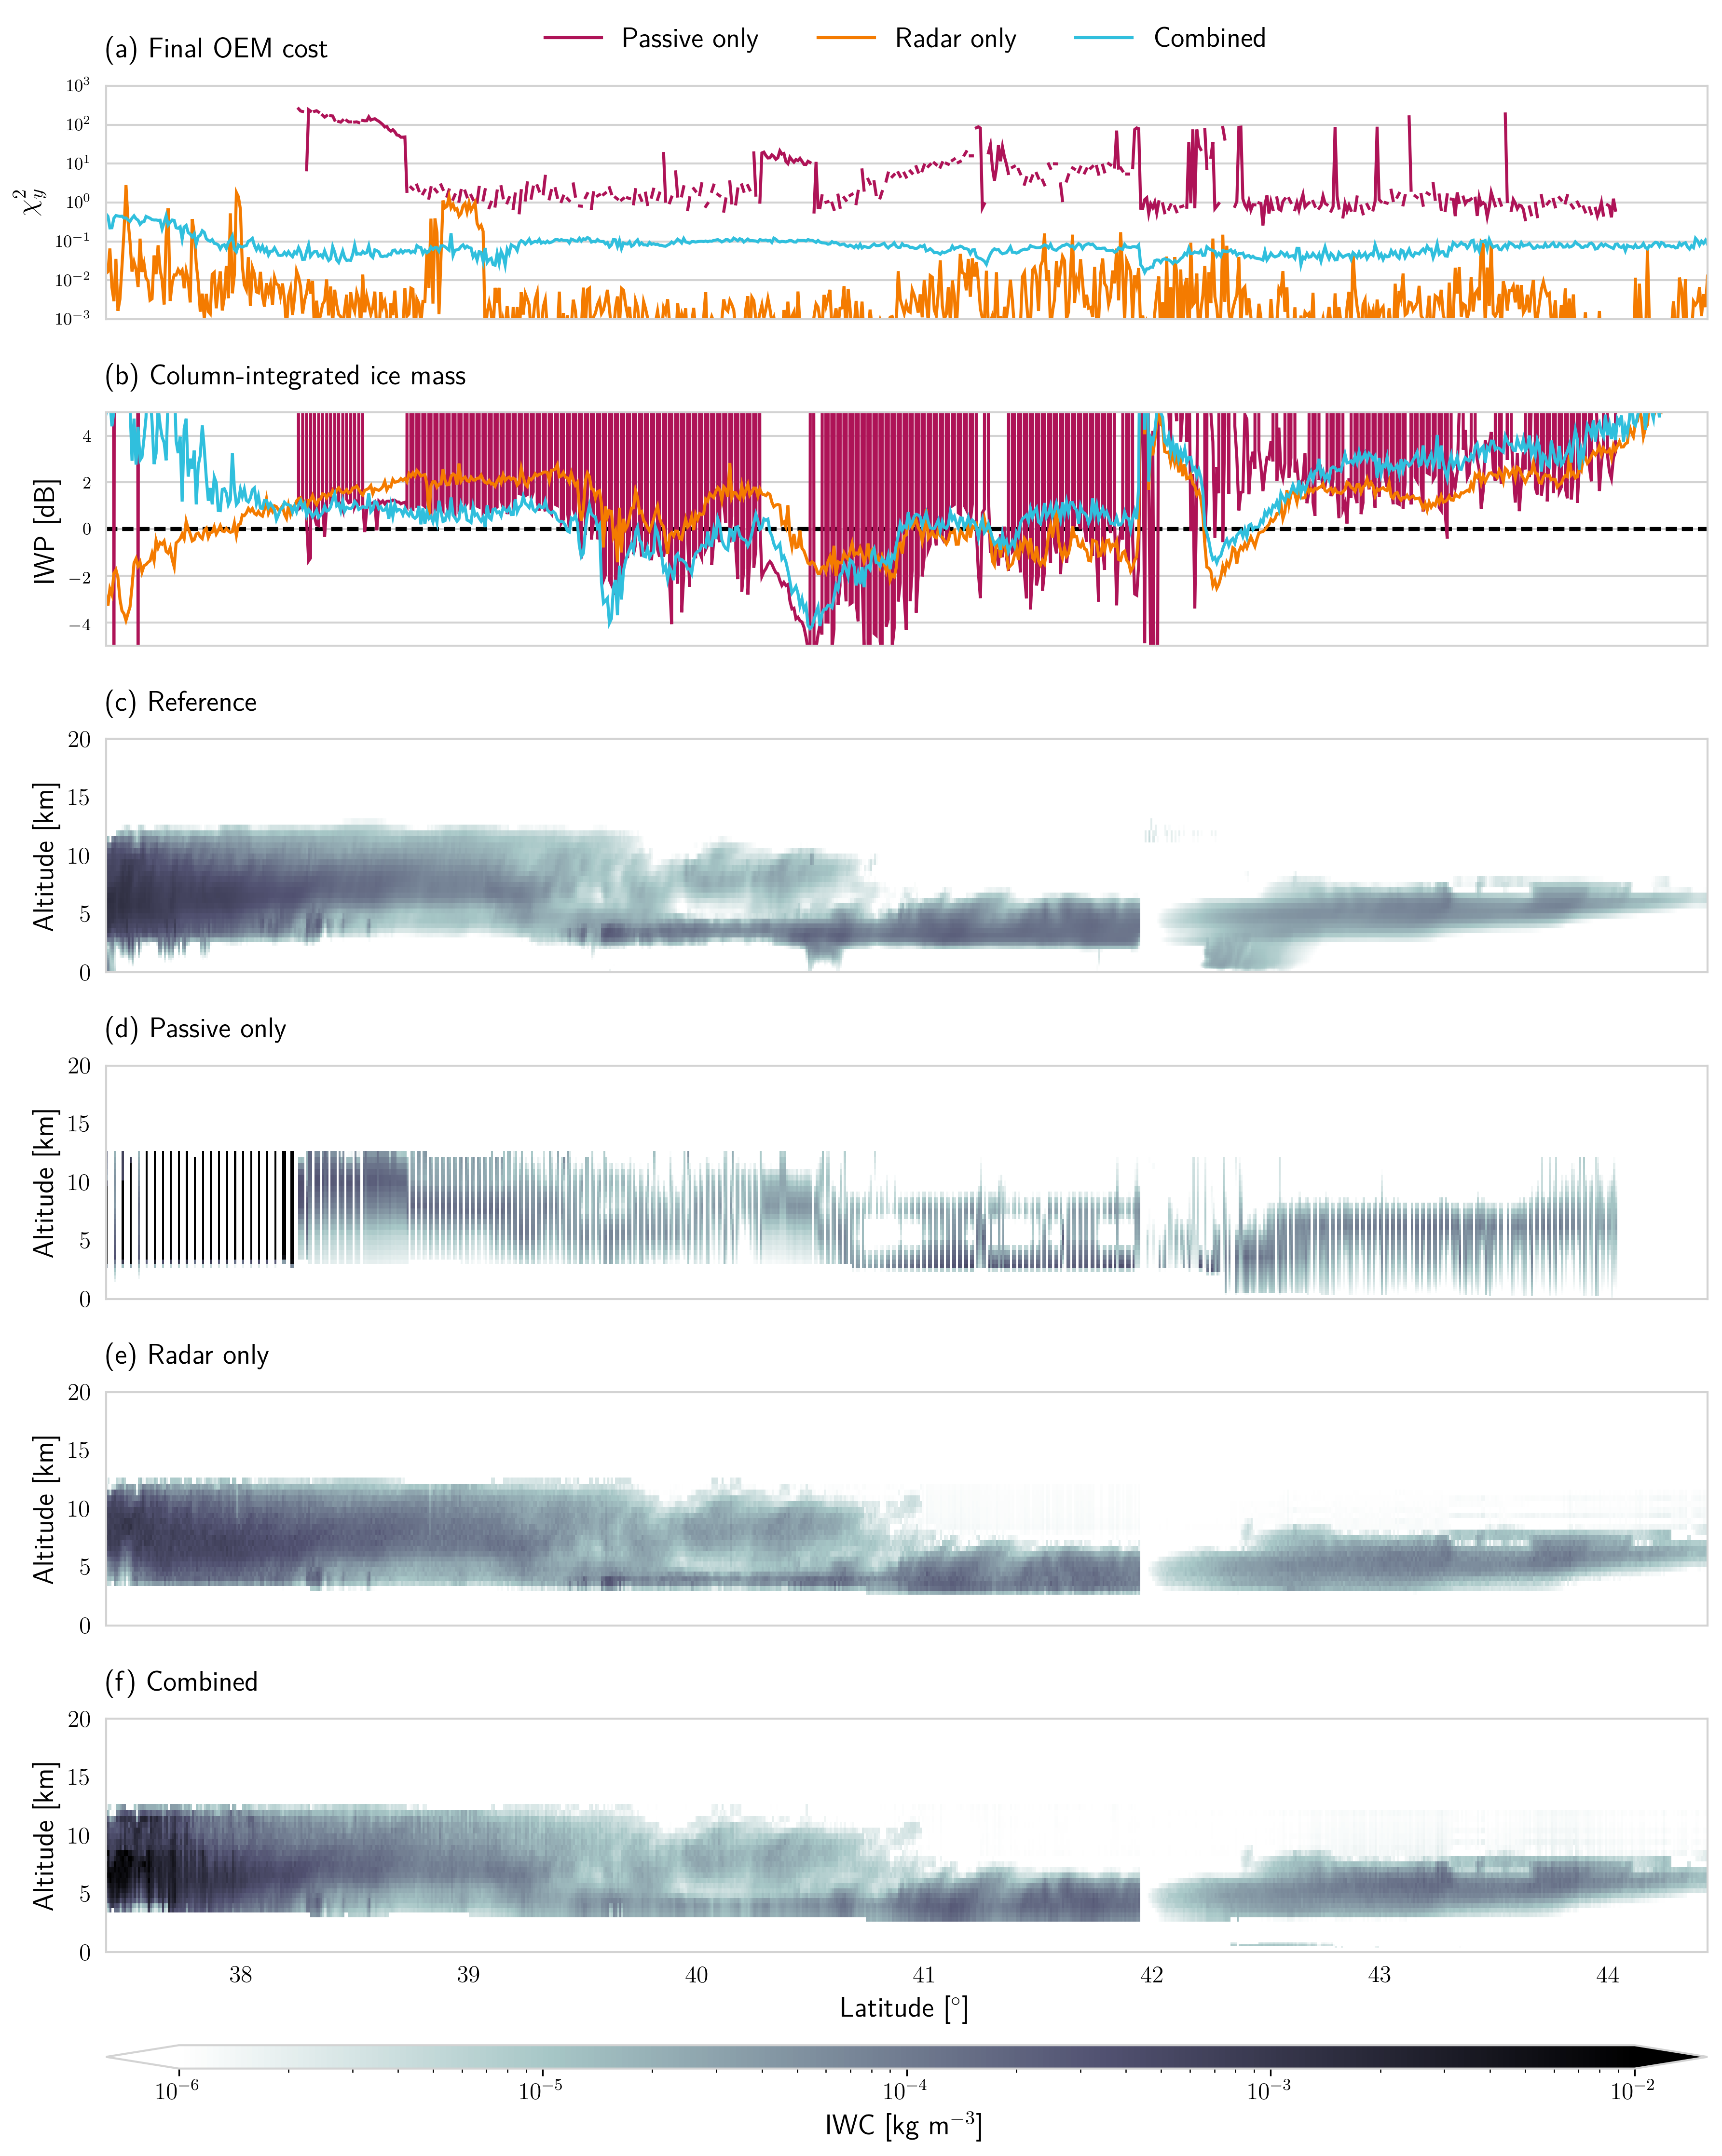 (a) Final OEM cost
Passive only Radar only Combined
χ²_y
10³
10²
10¹
10⁰
10⁻¹
10⁻²
10⁻³
(b) Column-integrated ice mass
IWP [dB]
4
2
0
−2
−4
(c) Reference
Altitude [km]
20
15
10
5
0
(d) Passive only
Altitude [km]
20
15
10
5
0
(e) Radar only
Altitude [km]
20
15
10
5
0
(f) Combined
Altitude [km]
20
15
10
5
0
38 39 40 41 42 43 44
Latitude [°]
10⁻⁶ 10⁻⁵ 10⁻⁴ 10⁻³ 10⁻²
IWC [kg m⁻³]